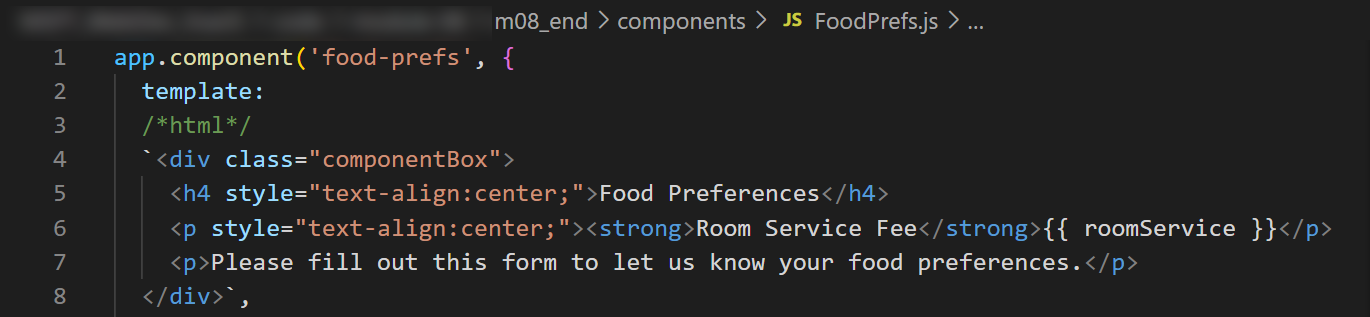 m08_end > components > JS FoodPrefs.js > ...
1 app.component('food-prefs', {
2 template:
3 /*html*/
4 `<div class="componentBox">
5 <h4 style="text-align:center;">Food Preferences</h4>
6 <p style="text-align:center;"><strong>Room Service Fee</strong>{{ roomService }}</p>
7 <p>Please fill out this form to let us know your food preferences.</p>
8 </div>`,